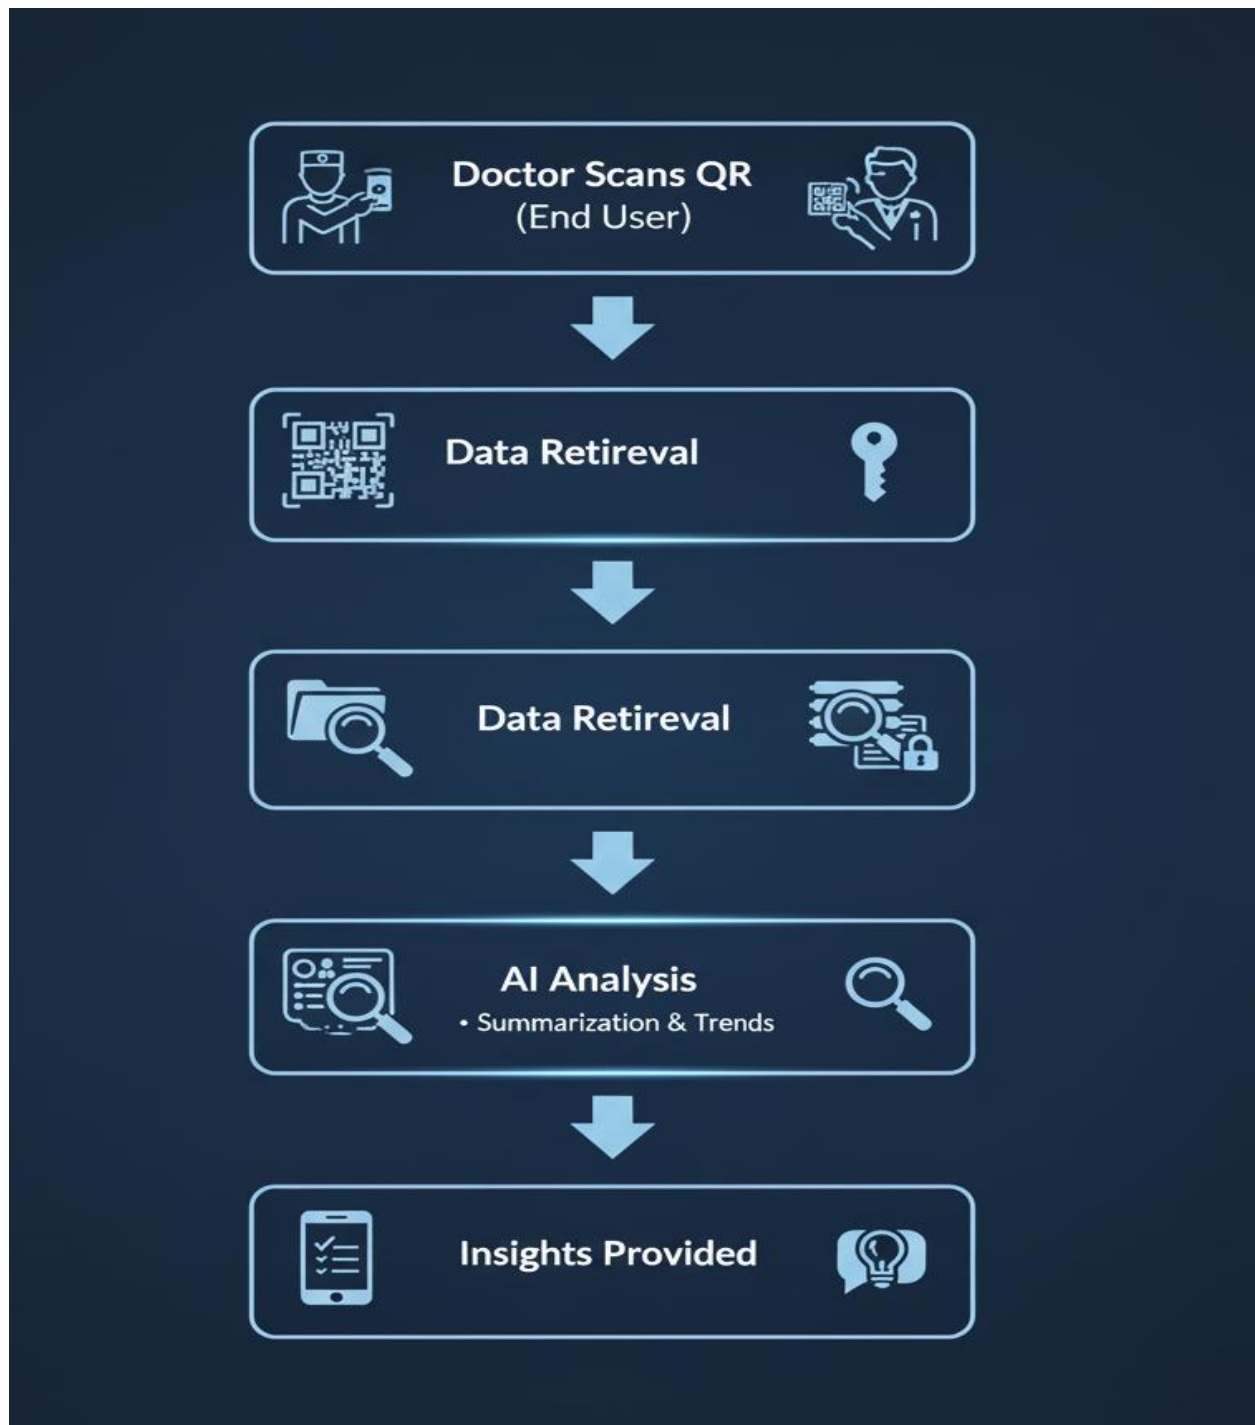 Doctor Scans QR
(End User)
Data Retireval
Data Retireval
AI Analysis
• Summarization & Trends
Insights Provided